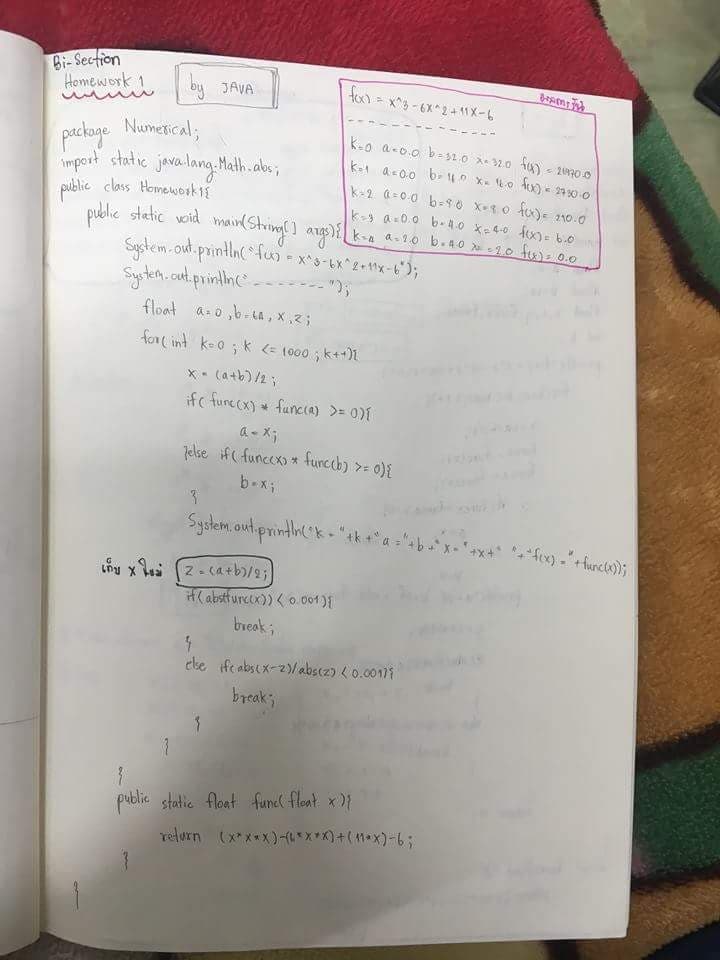 Bi-Section
Homework 1
by JAVA
package Numerical;
import static java.lang.Math.abs;
public class Homework1{
public static void main(String[] args){
System.out.println("f(x) = x^3-6x^2+11x-6");
System.out.println("- - - - - - -");
float a=0, b=64, x, z;
for(int k=0; k <= 1000; k++){
x = (a+b)/2;
if( func(x) * func(a) >= 0){
a = x;
}else if( func(x) * func(b) >= 0){
b = x;
}
System.out.println("k = "+k+"a = "+b+"x = "+x+" "+"f(x) = "+func(x));
เก็บ x ใหม่ z = (a+b)/2;
if(abs(func(x)) < 0.001){
break;
}
else if(abs(x-z)/abs(z) < 0.001){
break;
}
}
}
public static float func(float x){
return (x*x*x)-(6*x*x)+(11*x)-6;
}
}
f(x) = x^3 - 6x^2 + 11x - 6
- - - - - - - - - - - - - -
k=0 a=0.0 b=32.0 x=32.0 f(x) = 26970.0
k=1 a=0.0 b=16.0 x=16.0 f(x) = 2730.0
k=2 a=0.0 b=8.0 x=8.0 f(x) = 210.0
k=3 a=0.0 b=4.0 x=4.0 f(x) = 6.0
k=4 a=2.0 b=4.0 x=2.0 f(x) = 0.0